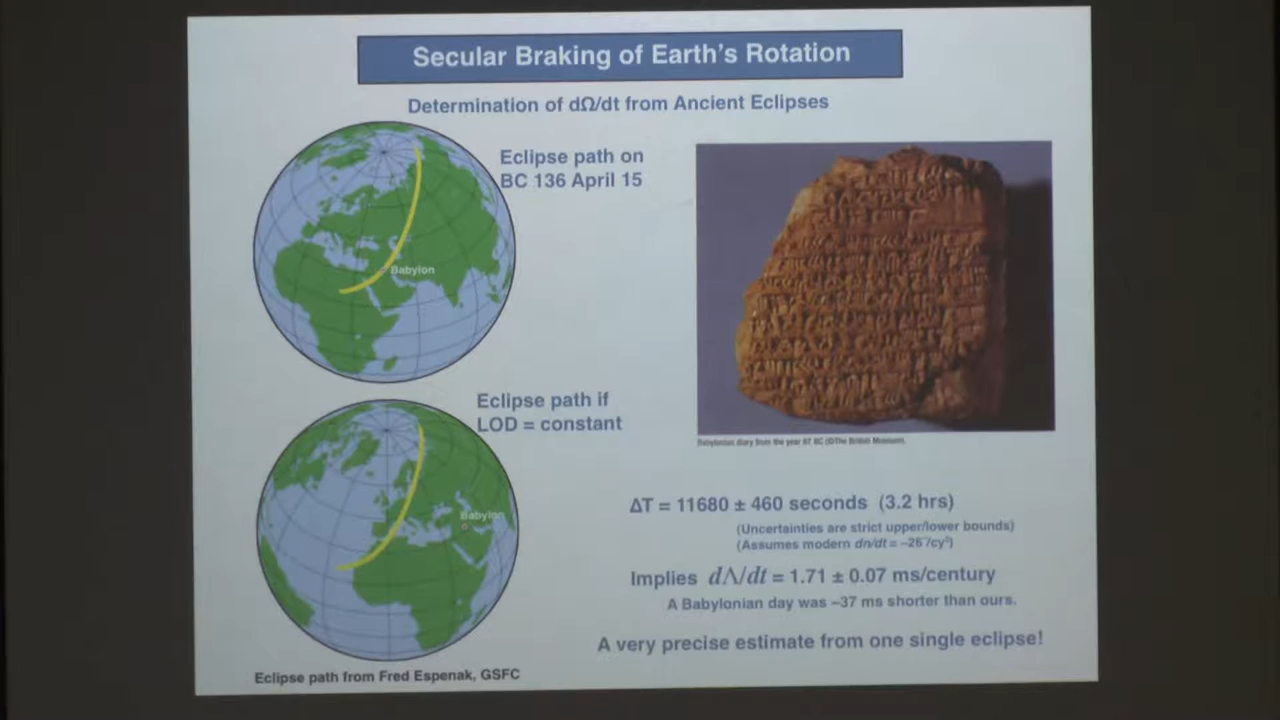 Secular Braking of Earth's Rotation
Determination of dΩ/dt from Ancient Eclipses
Eclipse path on
BC 136 April 15
Babylon
Babylonian diary from the year 87 BC (©The British Museum).
Eclipse path if
LOD = constant
Babylon
ΔT = 11680 ± 460 seconds (3.2 hrs)
(Uncertainties are strict upper/lower bounds)
(Assumes modern dn/dt = −26"/cy²)
Implies dΛ/dt = 1.71 ± 0.07 ms/century
A Babylonian day was ~37 ms shorter than ours.
A very precise estimate from one single eclipse!
Eclipse path from Fred Espenak, GSFC